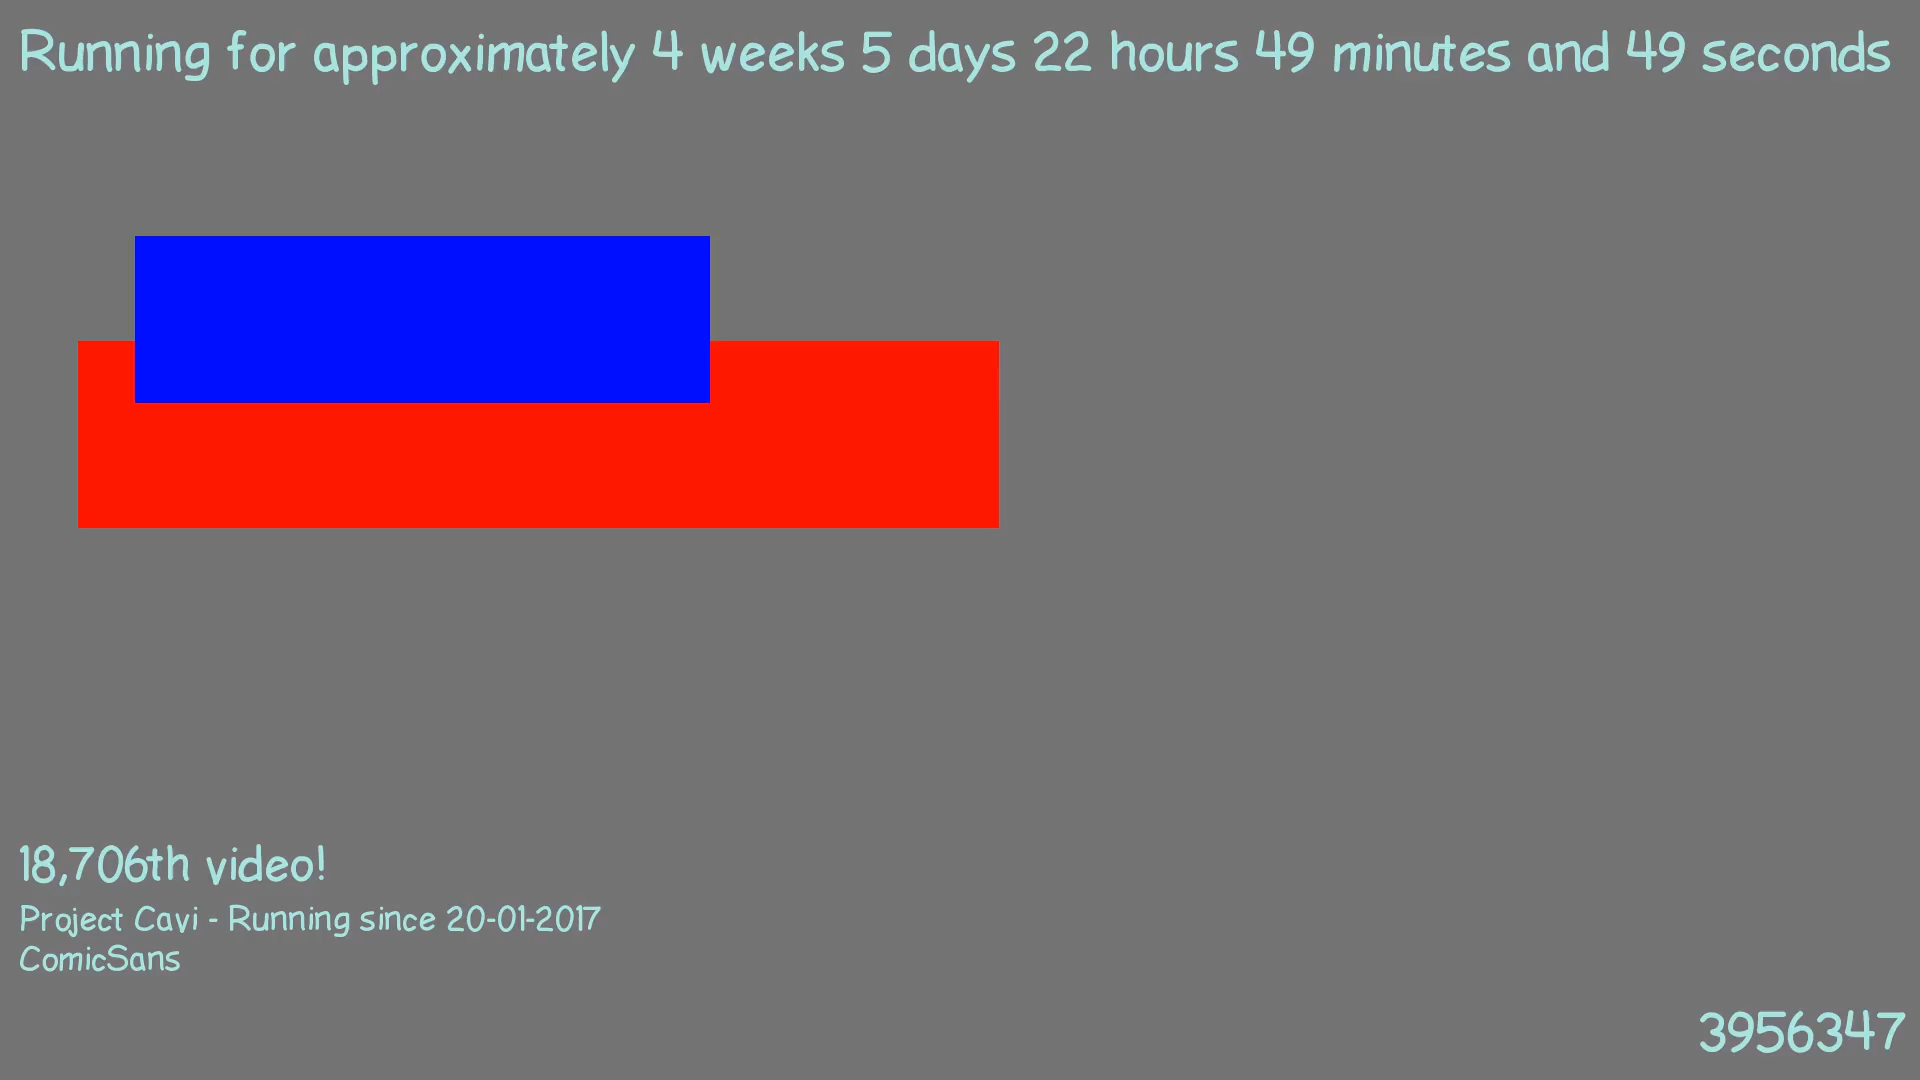 Running for approximately 4 weeks 5 days 22 hours 49 minutes and 49 seconds
18,706th video!
Project Cavi - Running since 20-01-2017
ComicSans
3956347